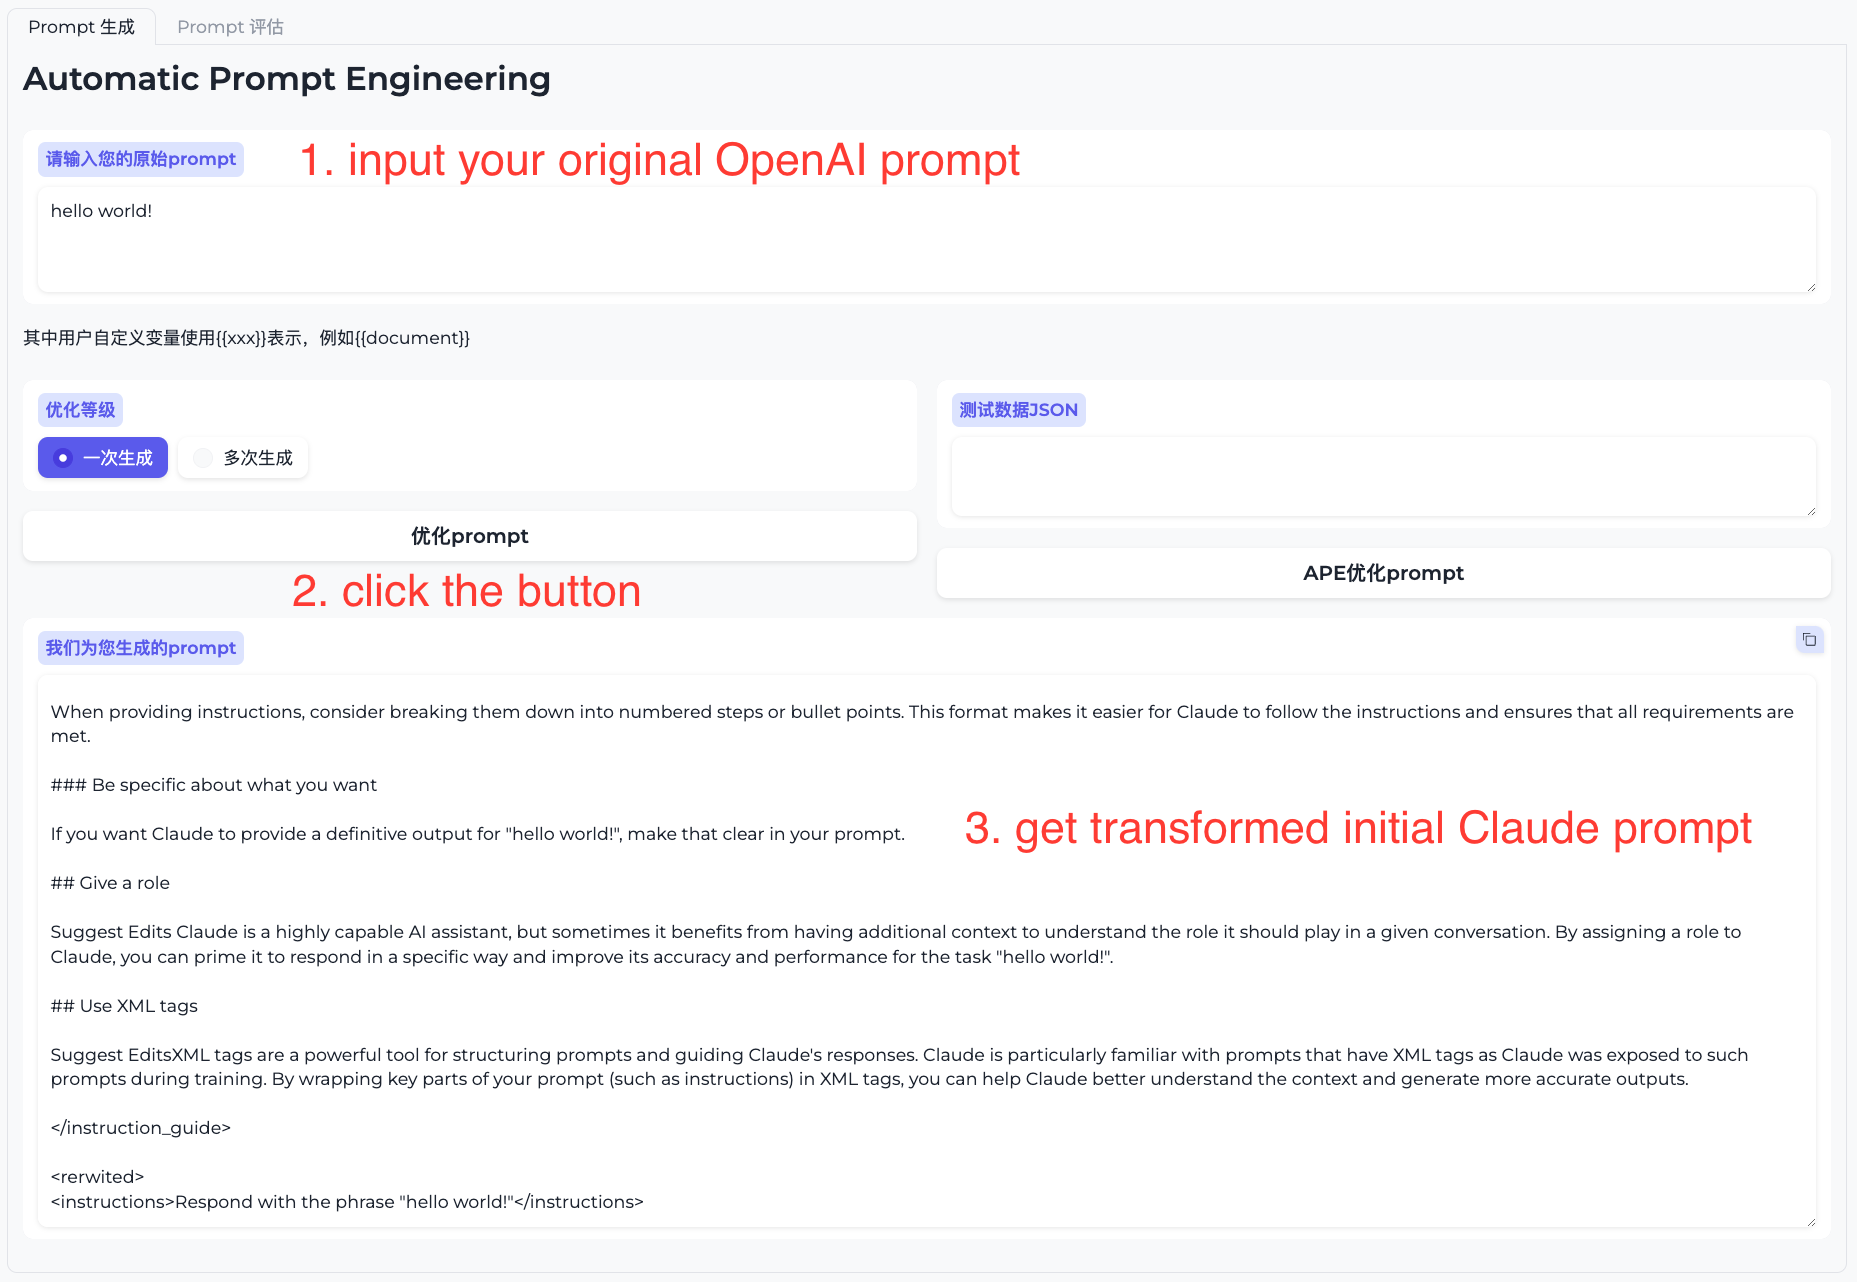 Prompt 生成
Prompt 评估
Automatic Prompt Engineering
请输入您的原始prompt
1. input your original OpenAI prompt
hello world!
其中用户自定义变量使用{{xxx}}表示，例如{{document}}
优化等级
一次生成
多次生成
测试数据JSON
优化prompt
APE优化prompt
2. click the button
我们为您生成的prompt
When providing instructions, consider breaking them down into numbered steps or bullet points. This format makes it easier for Claude to follow the instructions and ensures that all requirements are
met.
### Be specific about what you want
If you want Claude to provide a definitive output for "hello world!", make that clear in your prompt.
3. get transformed initial Claude prompt
## Give a role
Suggest Edits Claude is a highly capable AI assistant, but sometimes it benefits from having additional context to understand the role it should play in a given conversation. By assigning a role to
Claude, you can prime it to respond in a specific way and improve its accuracy and performance for the task "hello world!".
## Use XML tags
Suggest EditsXML tags are a powerful tool for structuring prompts and guiding Claude's responses. Claude is particularly familiar with prompts that have XML tags as Claude was exposed to such
prompts during training. By wrapping key parts of your prompt (such as instructions) in XML tags, you can help Claude better understand the context and generate more accurate outputs.
</instruction_guide>
<rerwited>
<instructions>Respond with the phrase "hello world!"</instructions>